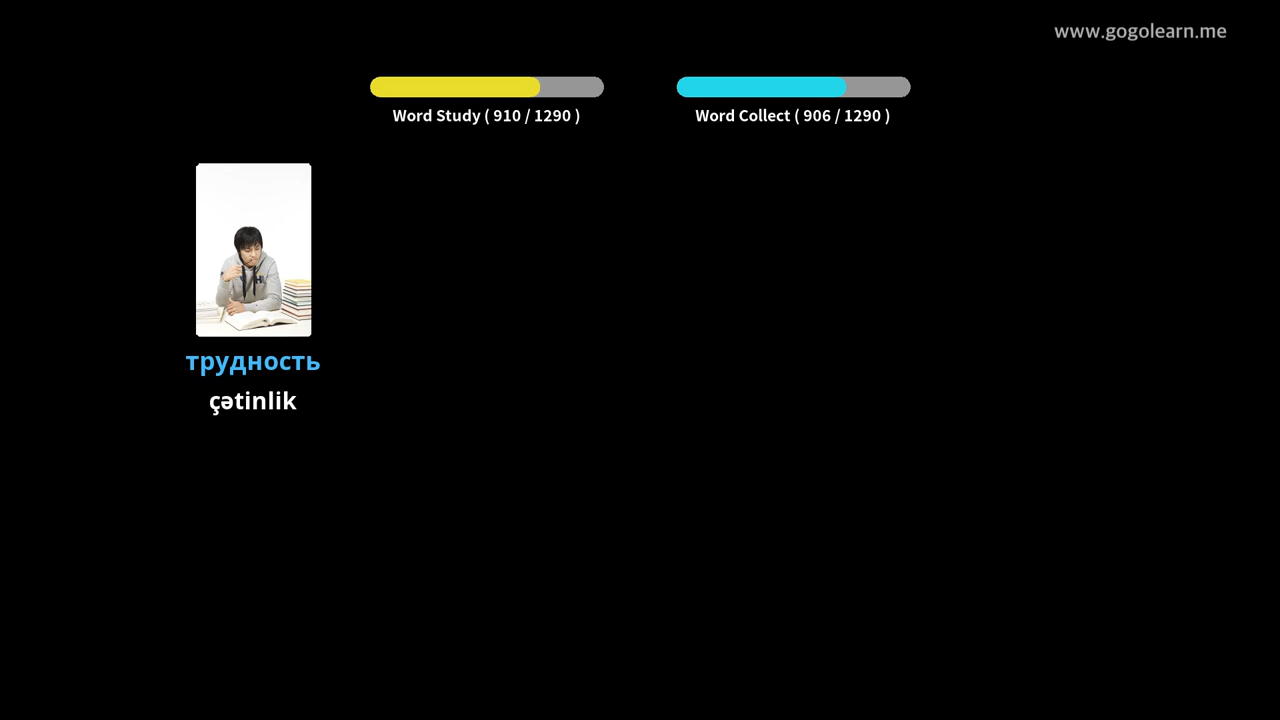 www.gogolearn.me
Word Study ( 910 / 1290 )
Word Collect ( 906 / 1290 )
трудность
çətinlik